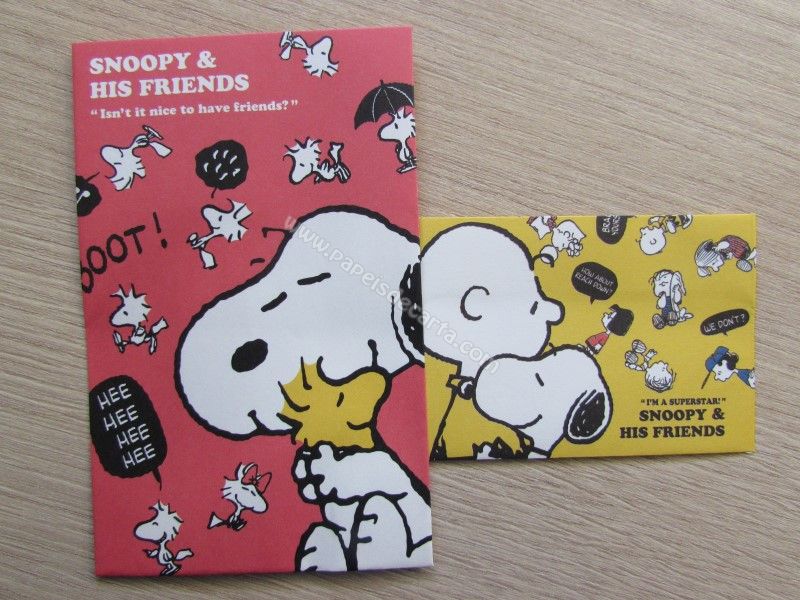 SNOOPY &
HIS FRIENDS
"Isn't it nice to have friends?"
OOT!
HEE
HEE
HEE
HEE
www.papeisdecarta.com
HOW ABOUT
REACH DOWN?
WE DON'T?
"I'M A SUPERSTAR!"
SNOOPY &
HIS FRIENDS